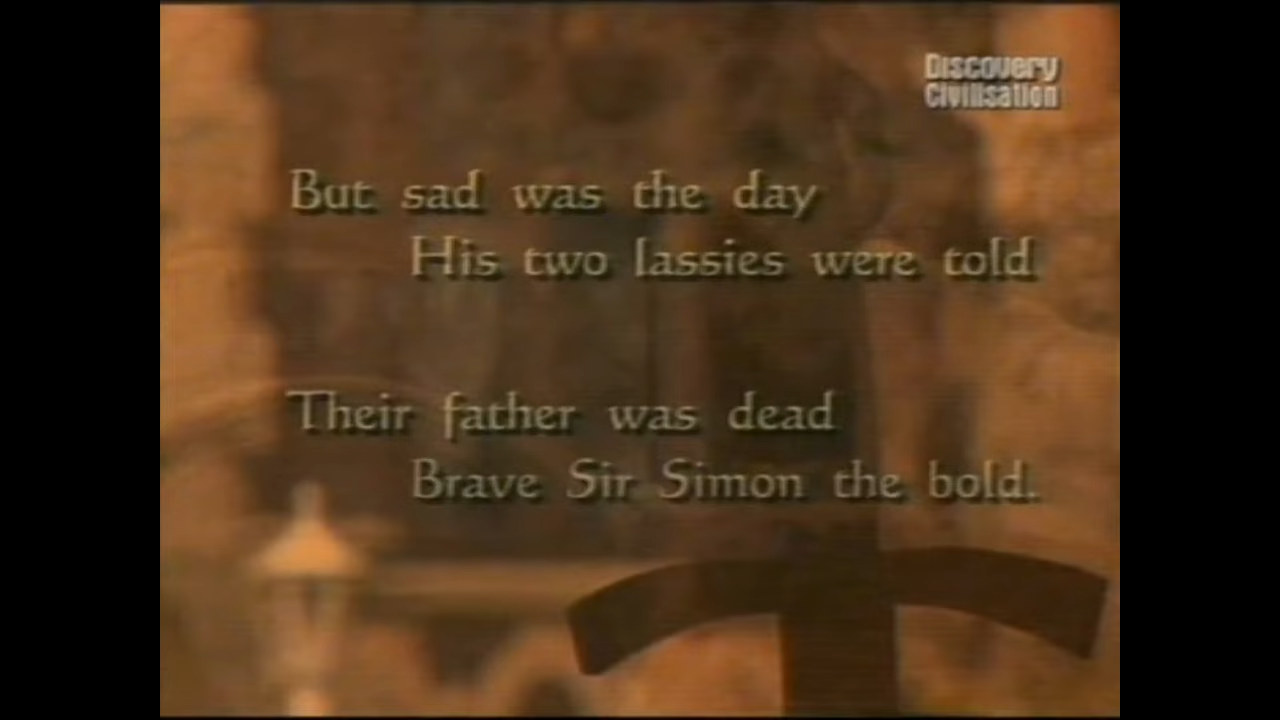 Discovery
Civilisation
But sad was the day
His two lassies were told
Their father was dead
Brave Sir Simon the bold.